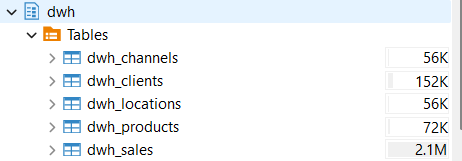 dwh
Tables
dwh_channels 56K
dwh_clients 152K
dwh_locations 56K
dwh_products 72K
dwh_sales 2.1M